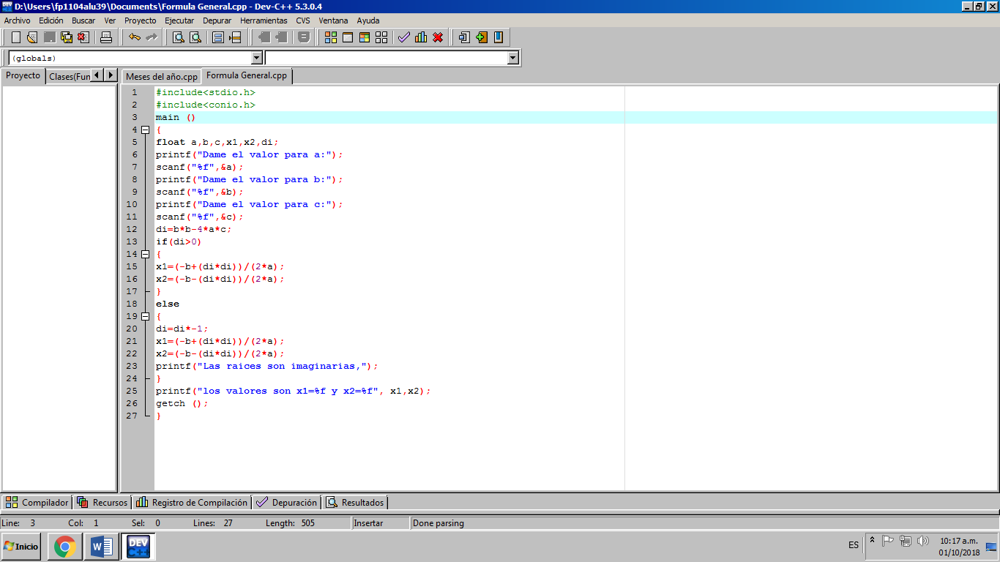 D:\Users\fp1104alu39\Documents\Formula General.cpp - Dev-C++ 5.3.0.4
Archivo Edición Buscar Ver Proyecto Ejecutar Depurar Herramientas CVS Ventana Ayuda
(globals)
Proyecto Clases(Fun Meses del año.cpp Formula General.cpp
1 #include<stdio.h>
2 #include<conio.h>
3 main ()
4 {
5 float a,b,c,x1,x2,di;
6 printf("Dame el valor para a:");
7 scanf("%f",&a);
8 printf("Dame el valor para b:");
9 scanf("%f",&b);
10 printf("Dame el valor para c:");
11 scanf("%f",&c);
12 di=b*b-4*a*c;
13 if(di>0)
14 {
15 x1=(-b+(di*di))/(2*a);
16 x2=(-b-(di*di))/(2*a);
17 }
18 else
19 {
20 di=di*-1;
21 x1=(-b+(di*di))/(2*a);
22 x2=(-b-(di*di))/(2*a);
23 printf("Las raices son imaginarias,");
24 }
25 printf("los valores son x1=%f y x2=%f", x1,x2);
26 getch ();
27 }
Compilador Recursos Registro de Compilación Depuración Resultados
Line: 3 Col: 1 Sel: 0 Lines: 27 Length: 505 Insertar Done parsing
Inicio W DEV C++ ES 10:17 a.m.
01/10/2018